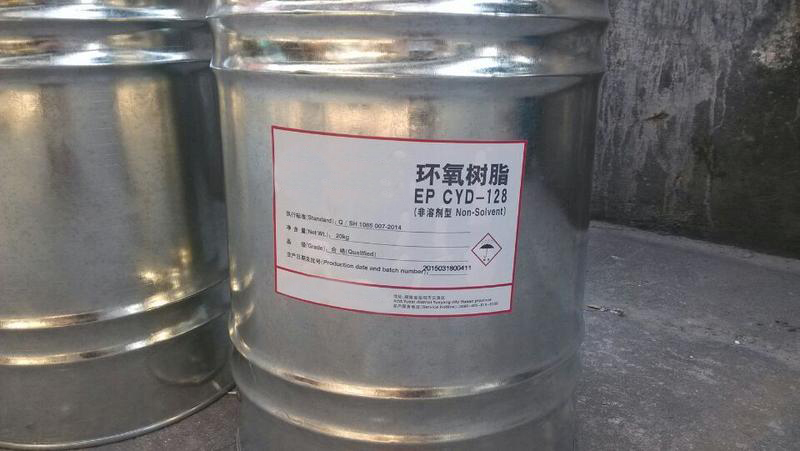 环氧树脂
EP CYD-128
(非溶剂型 Non-Solvent)
执行标准(Standard): Q/SH 1085 007-2014
净 含 量(Net Wt.): 20kg
品 级(Grade): 合格(Qualified)
生产日期及批号(Production date and batch number): 2015031800411